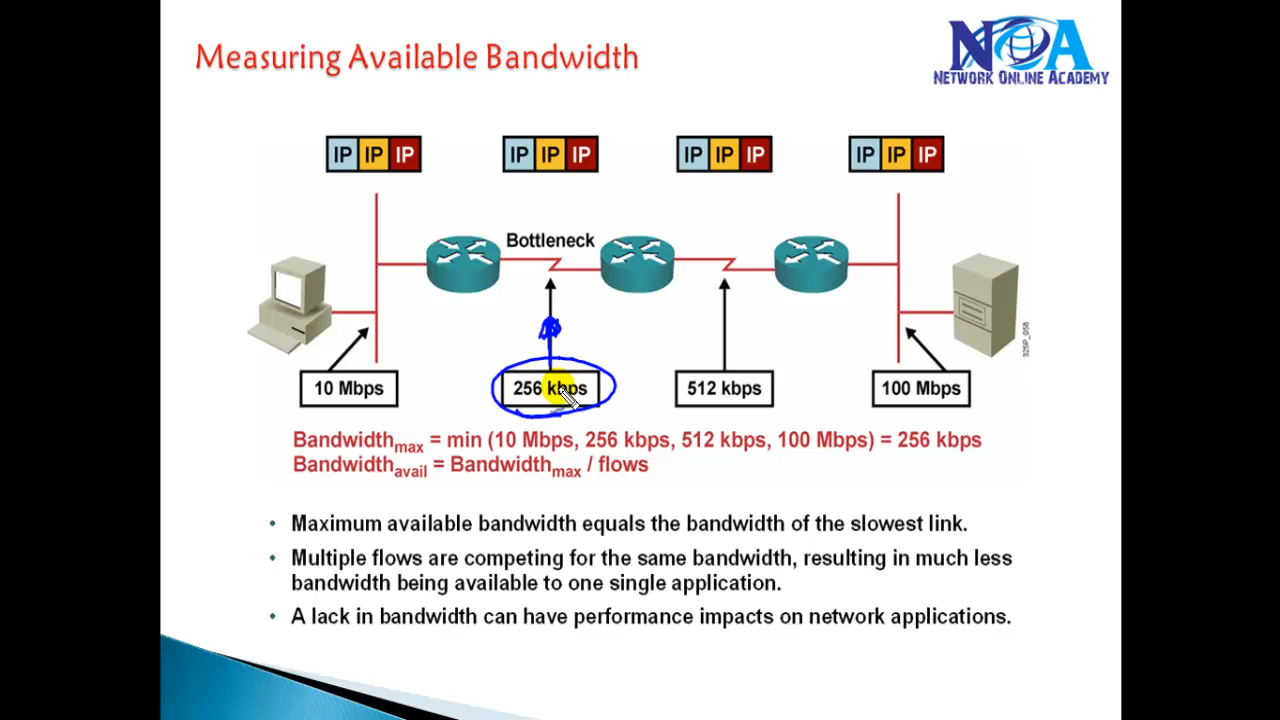 Measuring Available Bandwidth
NOA
NETWORK ONLINE ACADEMY
IP IP IP
IP IP IP
IP IP IP
IP IP IP
Bottleneck
325P_058
10 Mbps
256 kbps
512 kbps
100 Mbps
Bandwidthmax = min (10 Mbps, 256 kbps, 512 kbps, 100 Mbps) = 256 kbps
Bandwidthavail = Bandwidthmax / flows
Maximum available bandwidth equals the bandwidth of the slowest link.
Multiple flows are competing for the same bandwidth, resulting in much less
bandwidth being available to one single application.
A lack in bandwidth can have performance impacts on network applications.